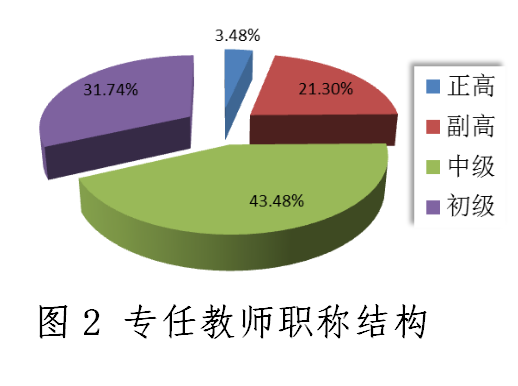 3.48%
31.74%
21.30%
43.48%
正高
副高
中级
初级
图 2 专任教师职称结构